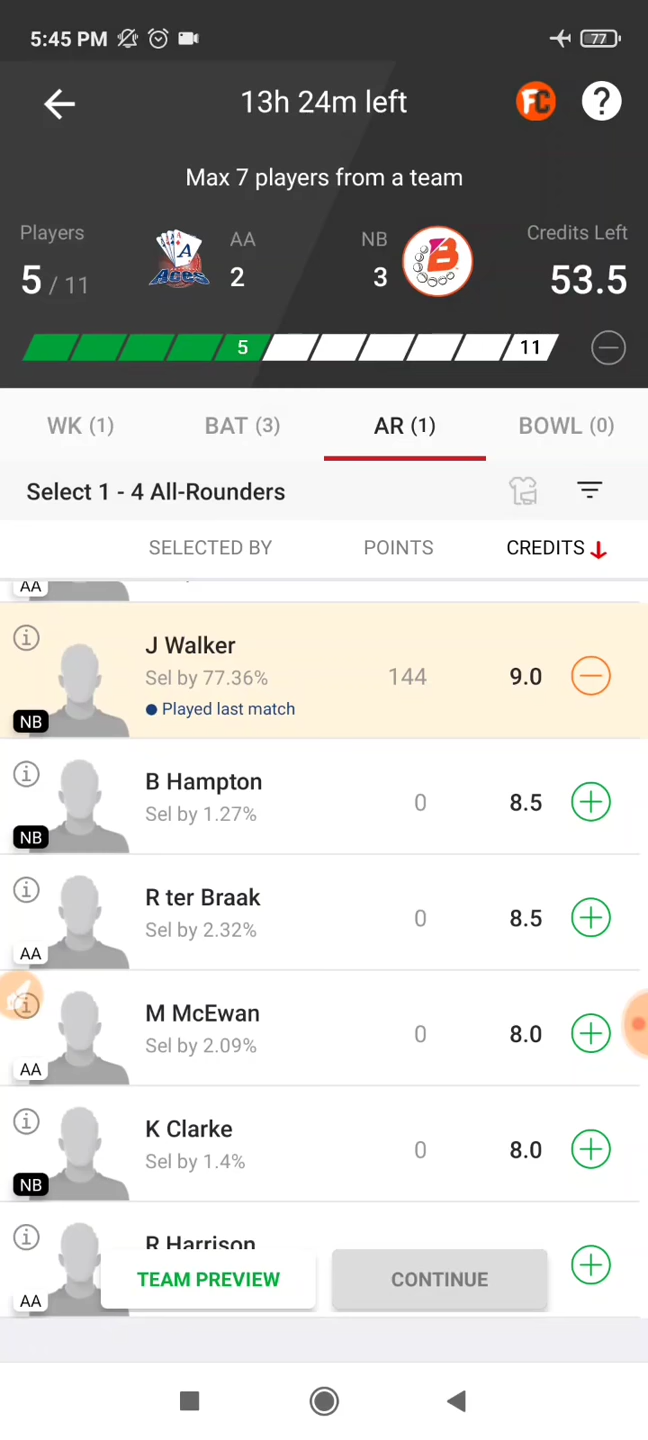 5:45 PM
77
13h 24m left
FC
?
Max 7 players from a team
Players
AA
NB
Credits Left
5 / 11
2
3
53.5
Aces
B
5
11
WK (1)
BAT (3)
AR (1)
BOWL (0)
Select 1 - 4 All-Rounders
SELECTED BY
POINTS
CREDITS
AA
J Walker
Sel by 77.36%
144
9.0
Played last match
NB
B Hampton
Sel by 1.27%
0
8.5
NB
R ter Braak
Sel by 2.32%
0
8.5
AA
M McEwan
Sel by 2.09%
0
8.0
AA
K Clarke
Sel by 1.4%
0
8.0
NB
R Harrison
AA
TEAM PREVIEW
CONTINUE